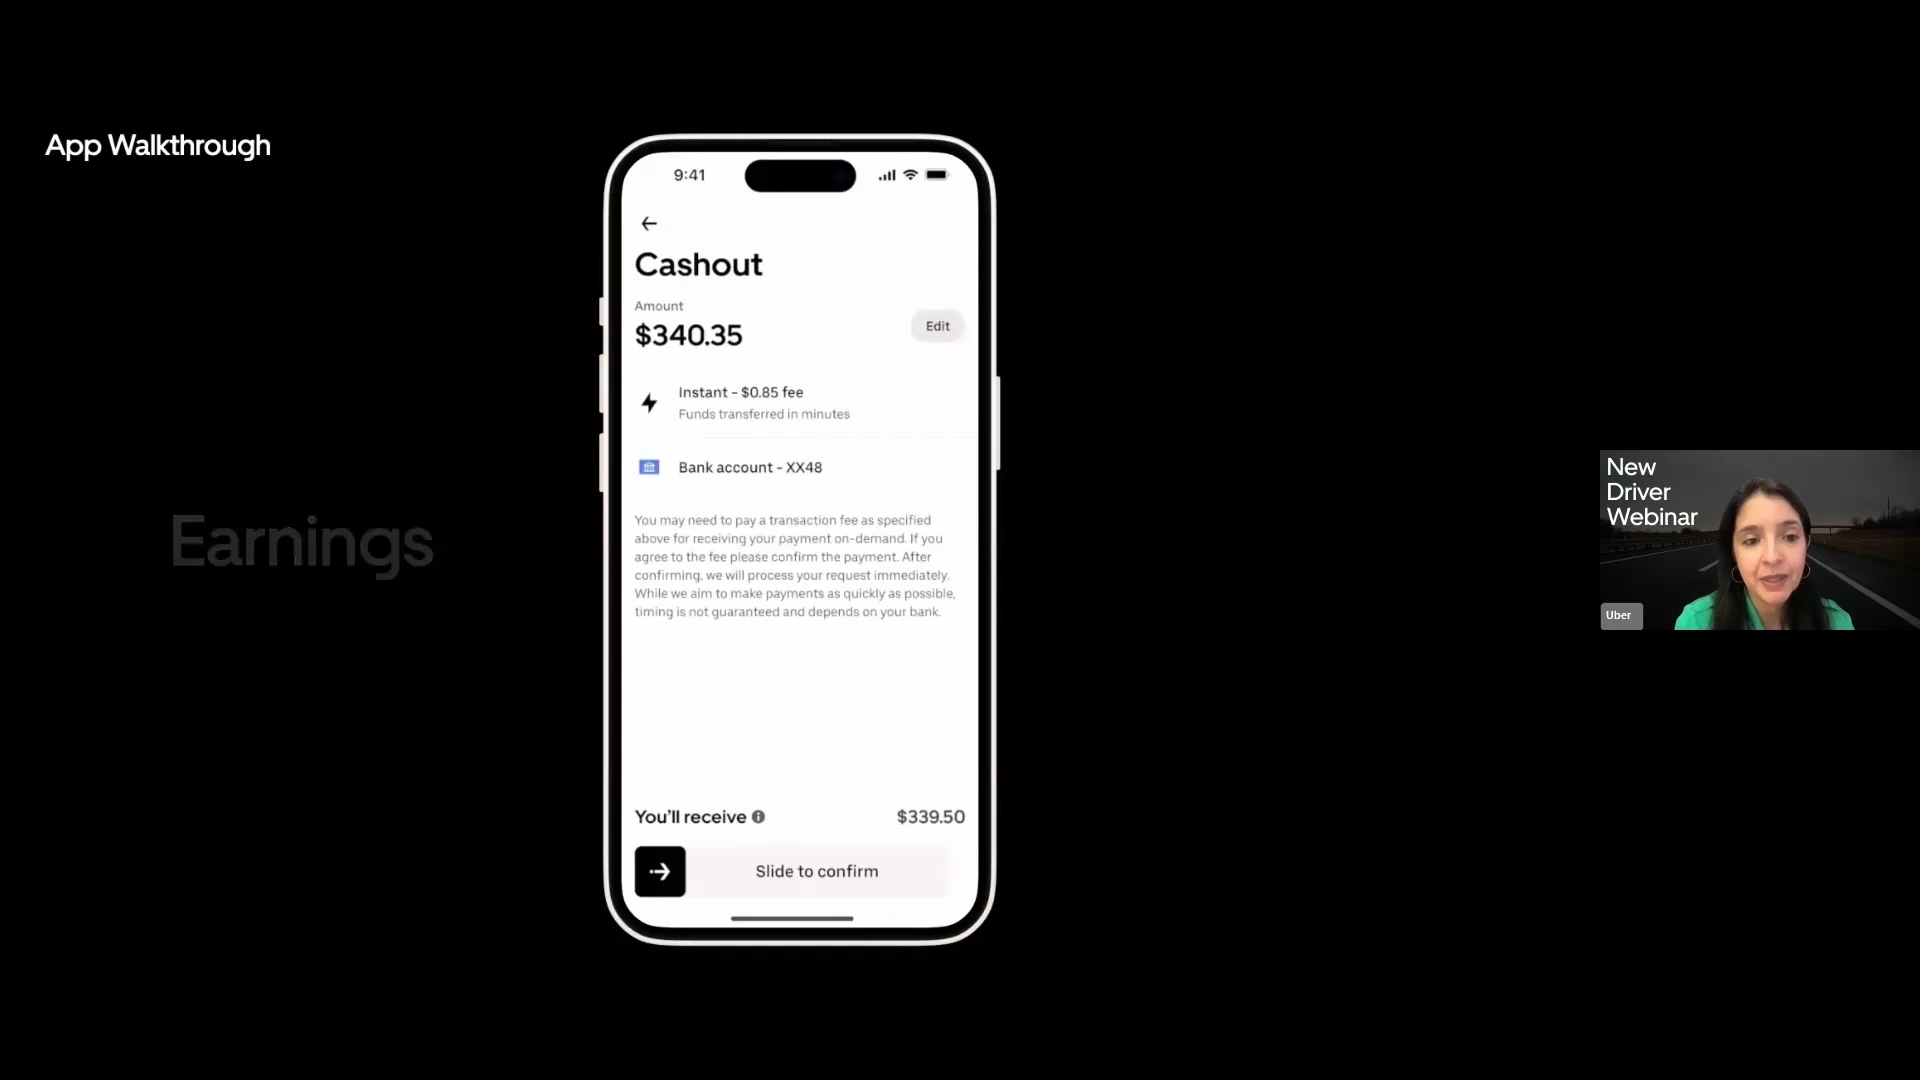 App Walkthrough
Earnings
9:41
Cashout
Amount
$340.35
Edit
Instant - $0.85 fee
Funds transferred in minutes
Bank account - XX48
You may need to pay a transaction fee as specified
above for receiving your payment on-demand. If you
agree to the fee please confirm the payment. After
confirming, we will process your request immediately.
While we aim to make payments as quickly as possible,
timing is not guaranteed and depends on your bank.
You'll receive
$339.50
Slide to confirm
New
Driver
Webinar
Uber